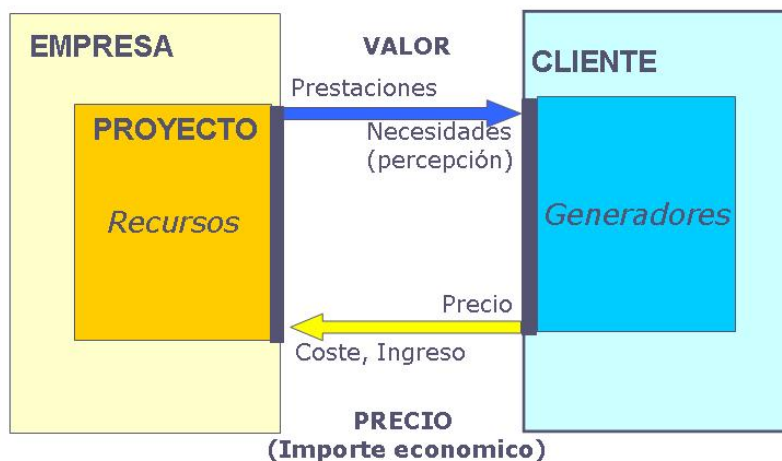 EMPRESA
VALOR
CLIENTE
Prestaciones
PROYECTO
Necesidades
(percepción)
Recursos
Generadores
Precio
Coste, Ingreso
PRECIO
(Importe economico)